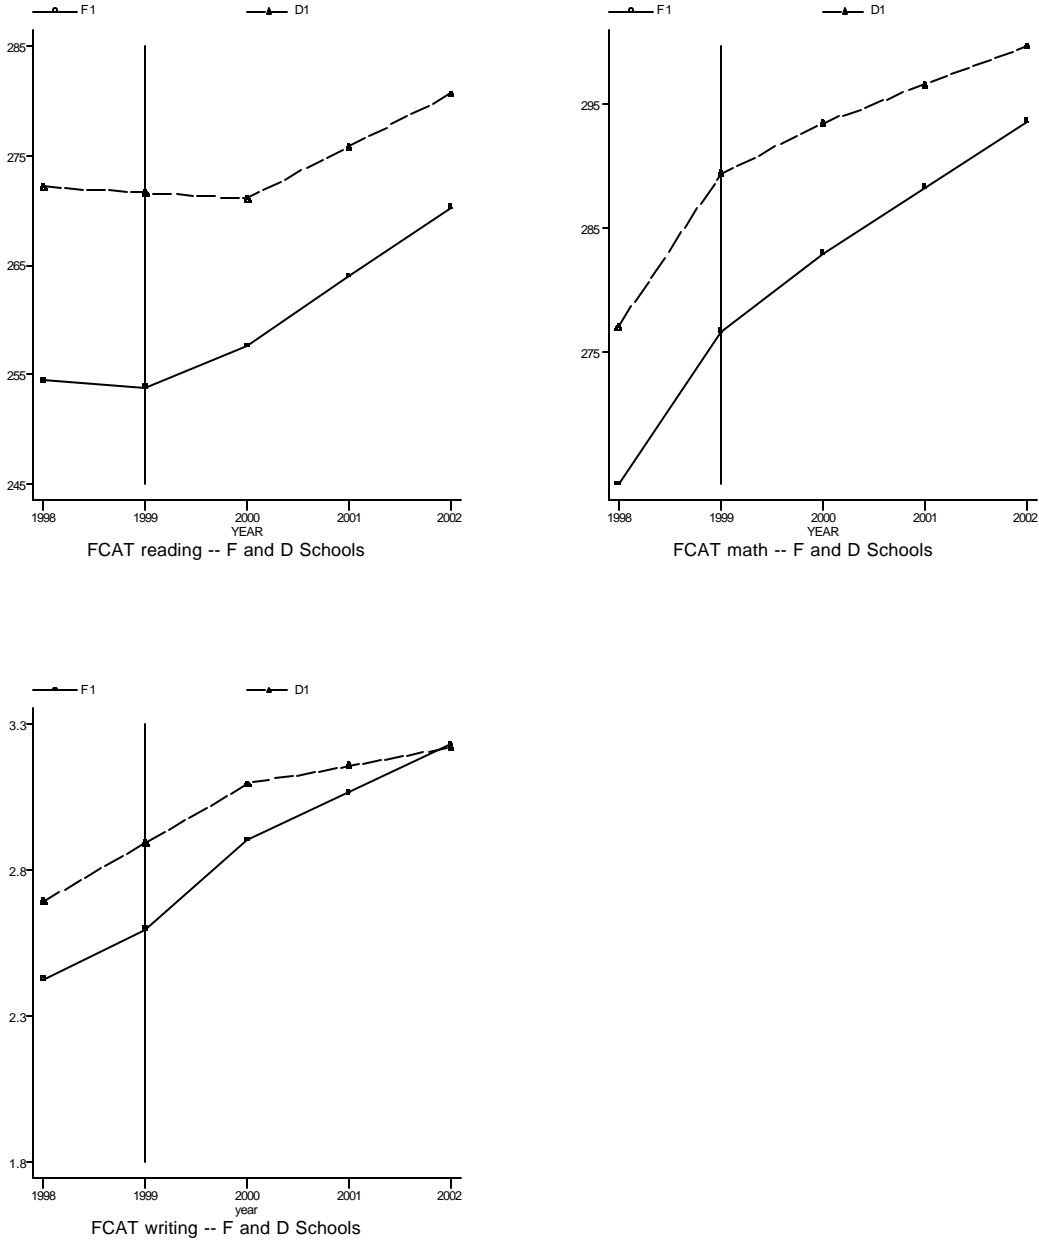 F1 D1
285
275
265
255
245
1998 1999 2000 2001 2002
YEAR
FCAT reading -- F and D Schools
F1 D1
295
285
275
1998 1999 2000 2001 2002
YEAR
FCAT math -- F and D Schools
F1 D1
3.3
2.8
2.3
1.8
1998 1999 2000 2001 2002
year
FCAT writing -- F and D Schools